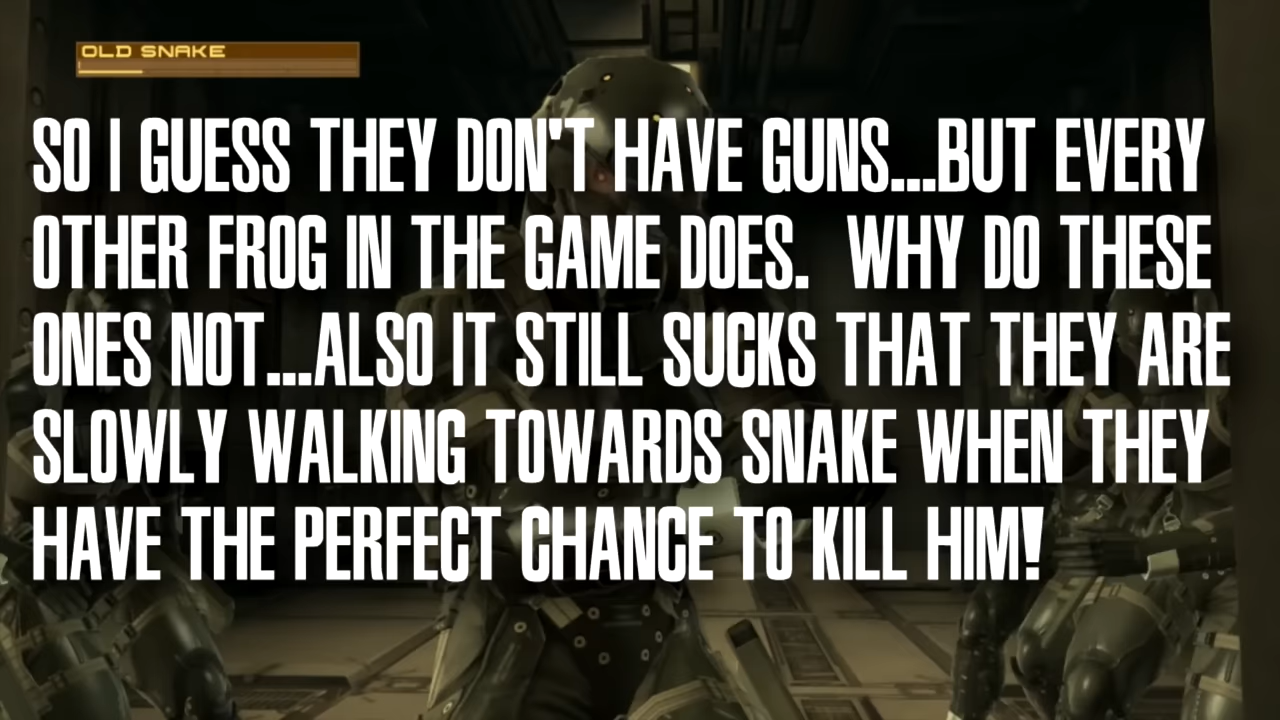 OLD SNAKE
SO I GUESS THEY DON'T HAVE GUNS...BUT EVERY
OTHER FROG IN THE GAME DOES.  WHY DO THESE
ONES NOT...ALSO IT STILL SUCKS THAT THEY ARE
SLOWLY WALKING TOWARDS SNAKE WHEN THEY
HAVE THE PERFECT CHANCE TO KILL HIM!